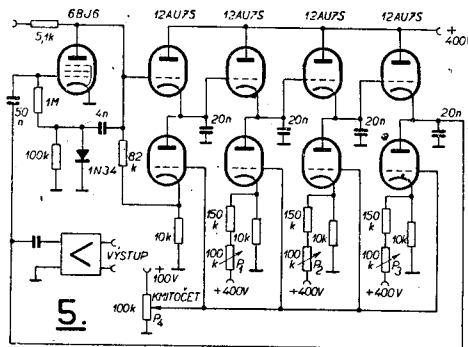 6BJ6
12AU7S
12AU7S
12AU7S
12AU7S
5,1k
+
400V
50
n
1M
4n
20n
20n
20n
20n
100k
1N34
82
k
10k
150
k
10k
150
k
10k
150
k
10k
100
k
P1
100
k
P2
100
k
P3
VÝSTUP
+
100V
KMITOČET
+400V
+400V
+400V
100k
P4
5.